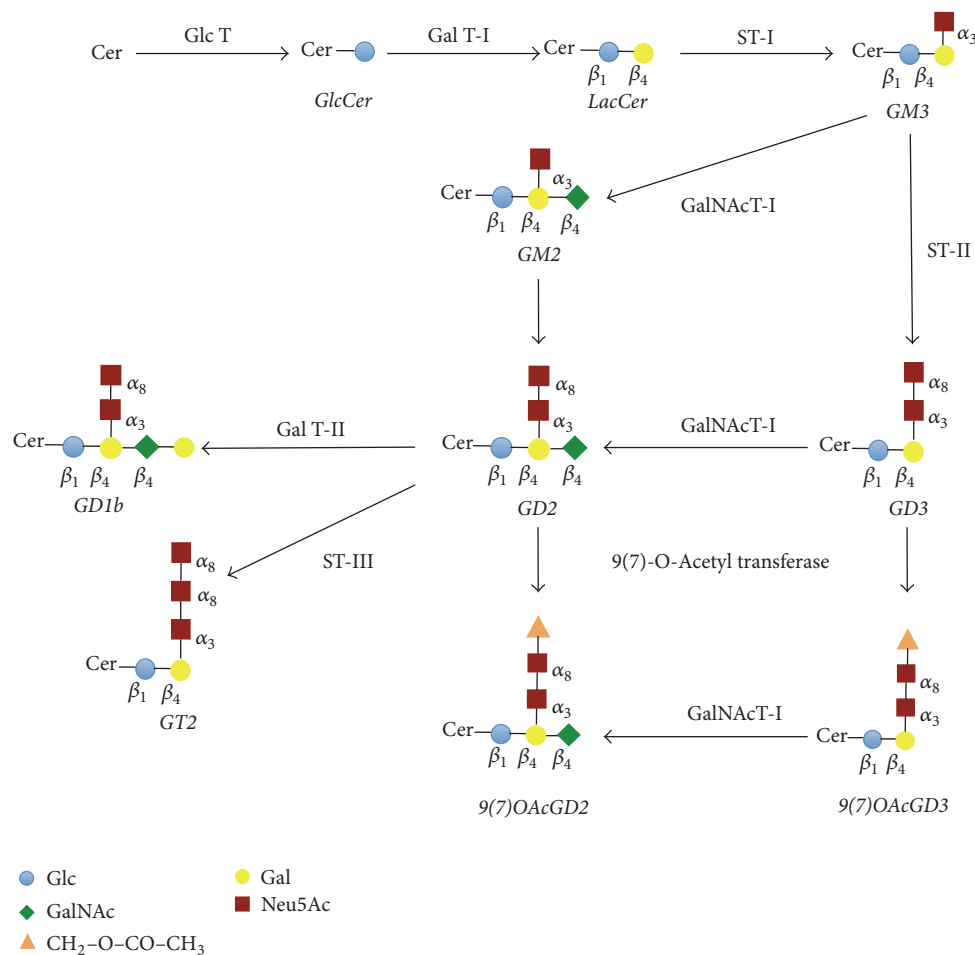 Cer Glc T Cer GlcCer Gal T-I Cer β1 β4 LacCer ST-I Cer α3 β1 β4 GM3
Cer α3 β1 β4 β4 GM2
GalNAcT-I
ST-II
Cer α8 α3 β1 β4 β4 GD1b
Gal T-II
Cer α8 α3 β1 β4 β4 GD2
GalNAcT-I
Cer α8 α3 β1 β4 GD3
ST-III
9(7)-O-Acetyl transferase
Cer α8 α8 α3 β1 β4 GT2
Cer α8 α3 β1 β4 β4 9(7)OAcGD2
GalNAcT-I
Cer α8 α3 β1 β4 9(7)OAcGD3
Glc
Gal
GalNAc
Neu5Ac
CH2–O–CO–CH3